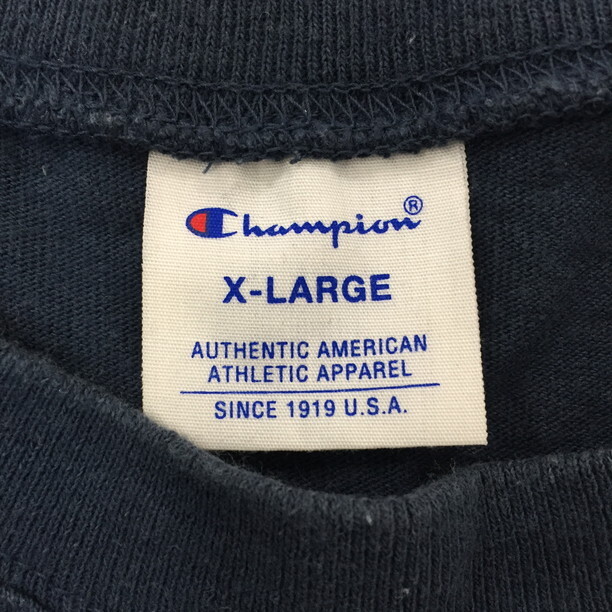 Champion®
X-LARGE
AUTHENTIC AMERICAN
ATHLETIC APPAREL
SINCE 1919 U.S.A.